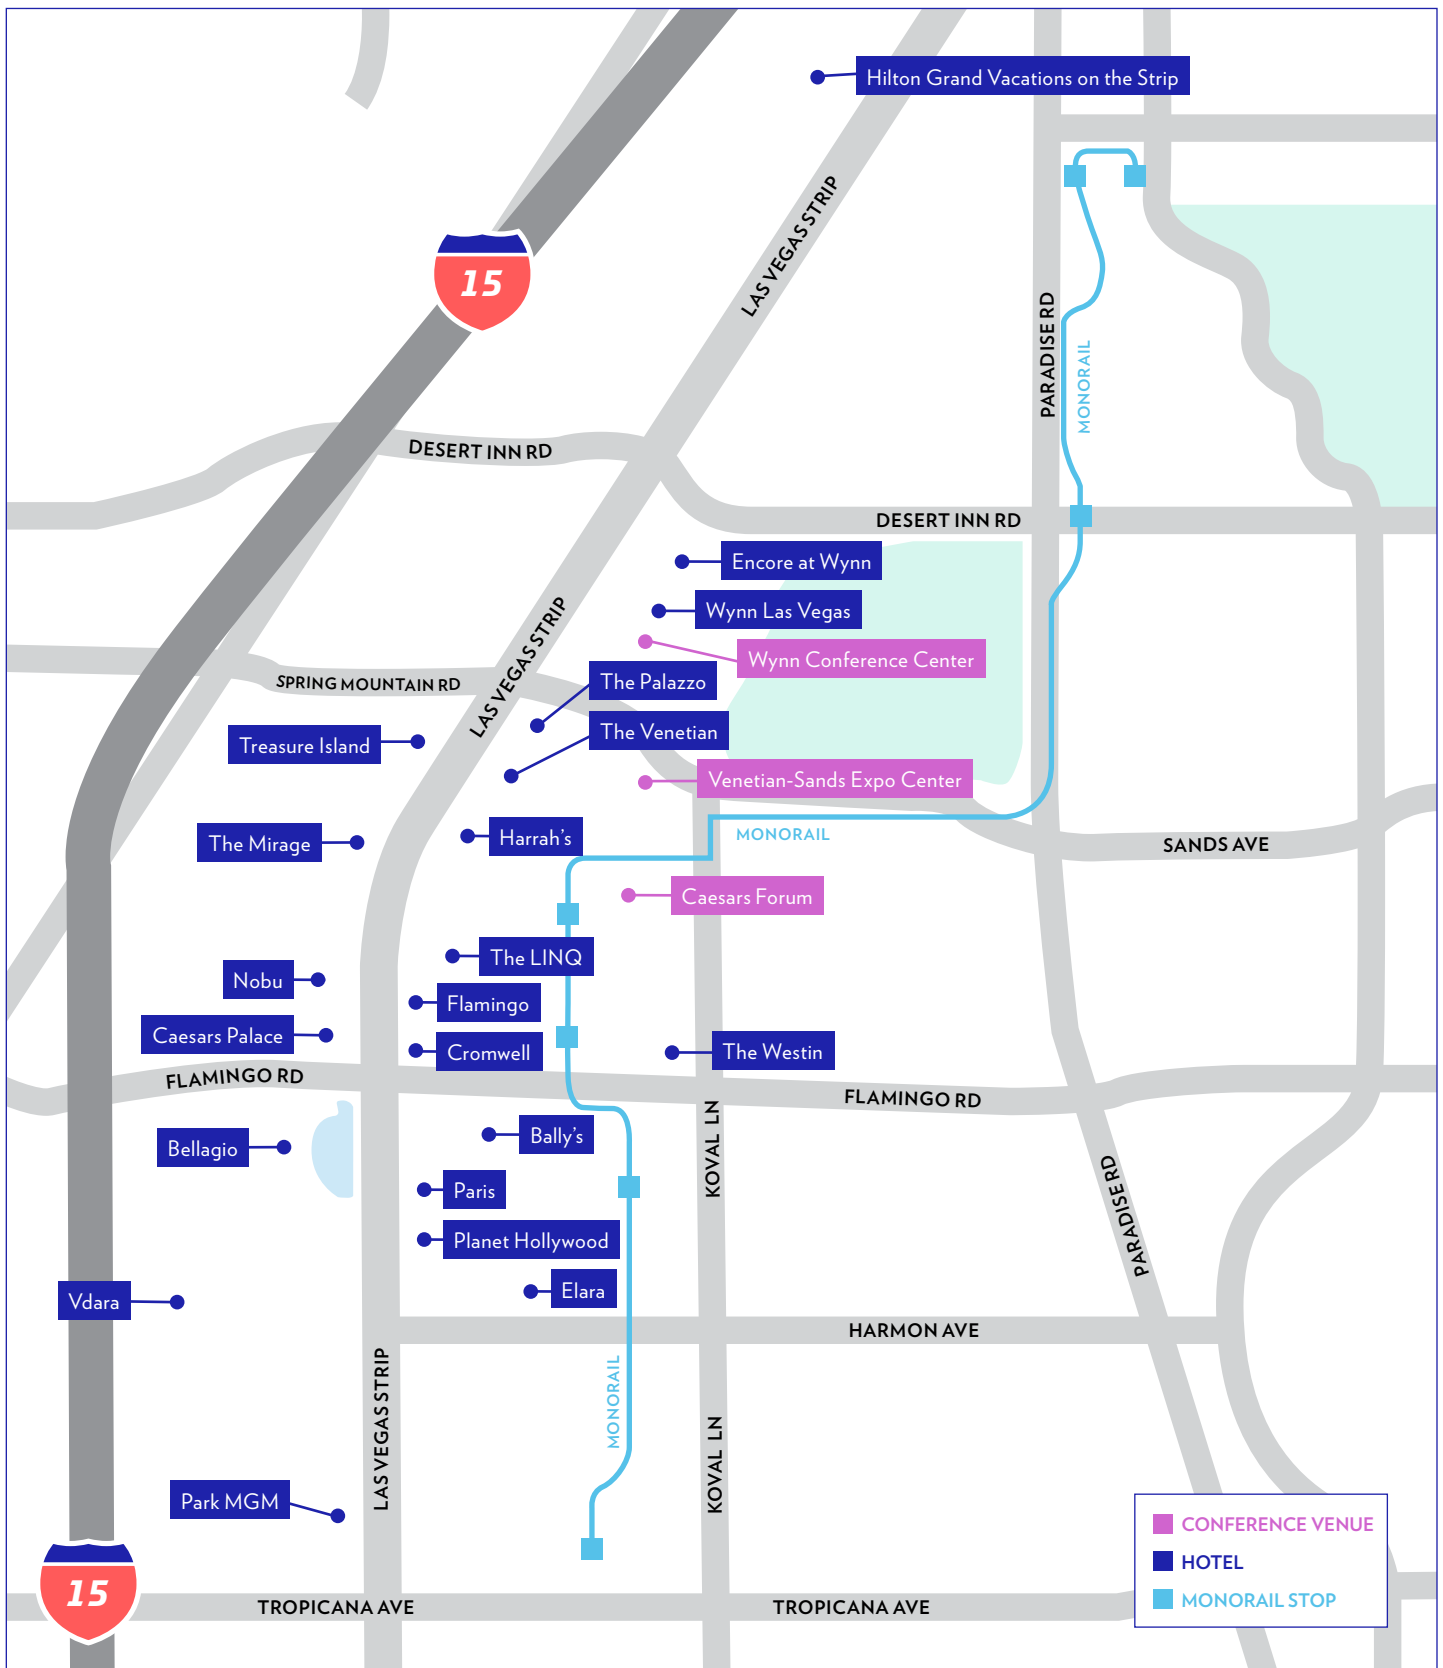 Hilton Grand Vacations on the Strip
LAS VEGAS STRIP
15
PARADISE RD
MONORAIL
DESERT INN RD
DESERT INN RD
Encore at Wynn
Wynn Las Vegas
LAS VEGAS STRIP
Wynn Conference Center
SPRING MOUNTAIN RD
The Palazzo
The Venetian
Treasure Island
Venetian-Sands Expo Center
MONORAIL
Harrah's
The Mirage
SANDS AVE
Caesars Forum
The LINQ
Nobu
Flamingo
Caesars Palace
Cromwell
The Westin
FLAMINGO RD
FLAMINGO RD
Bally's
Bellagio
KOVAL LN
Paris
PARADISE RD
Planet Hollywood
Elara
Vdara
HARMON AVE
LAS VEGAS STRIP
MONORAIL
KOVAL LN
Park MGM
CONFERENCE VENUE
HOTEL
MONORAIL STOP
15
TROPICANA AVE
TROPICANA AVE